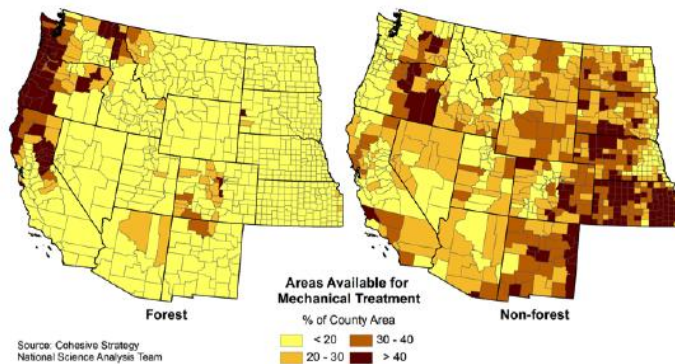 Forest
Non-forest
Areas Available for
Mechanical Treatment
% of County Area
< 20
30 - 40
20 - 30
> 40
Source: Cohesive Strategy
National Science Analysis Team